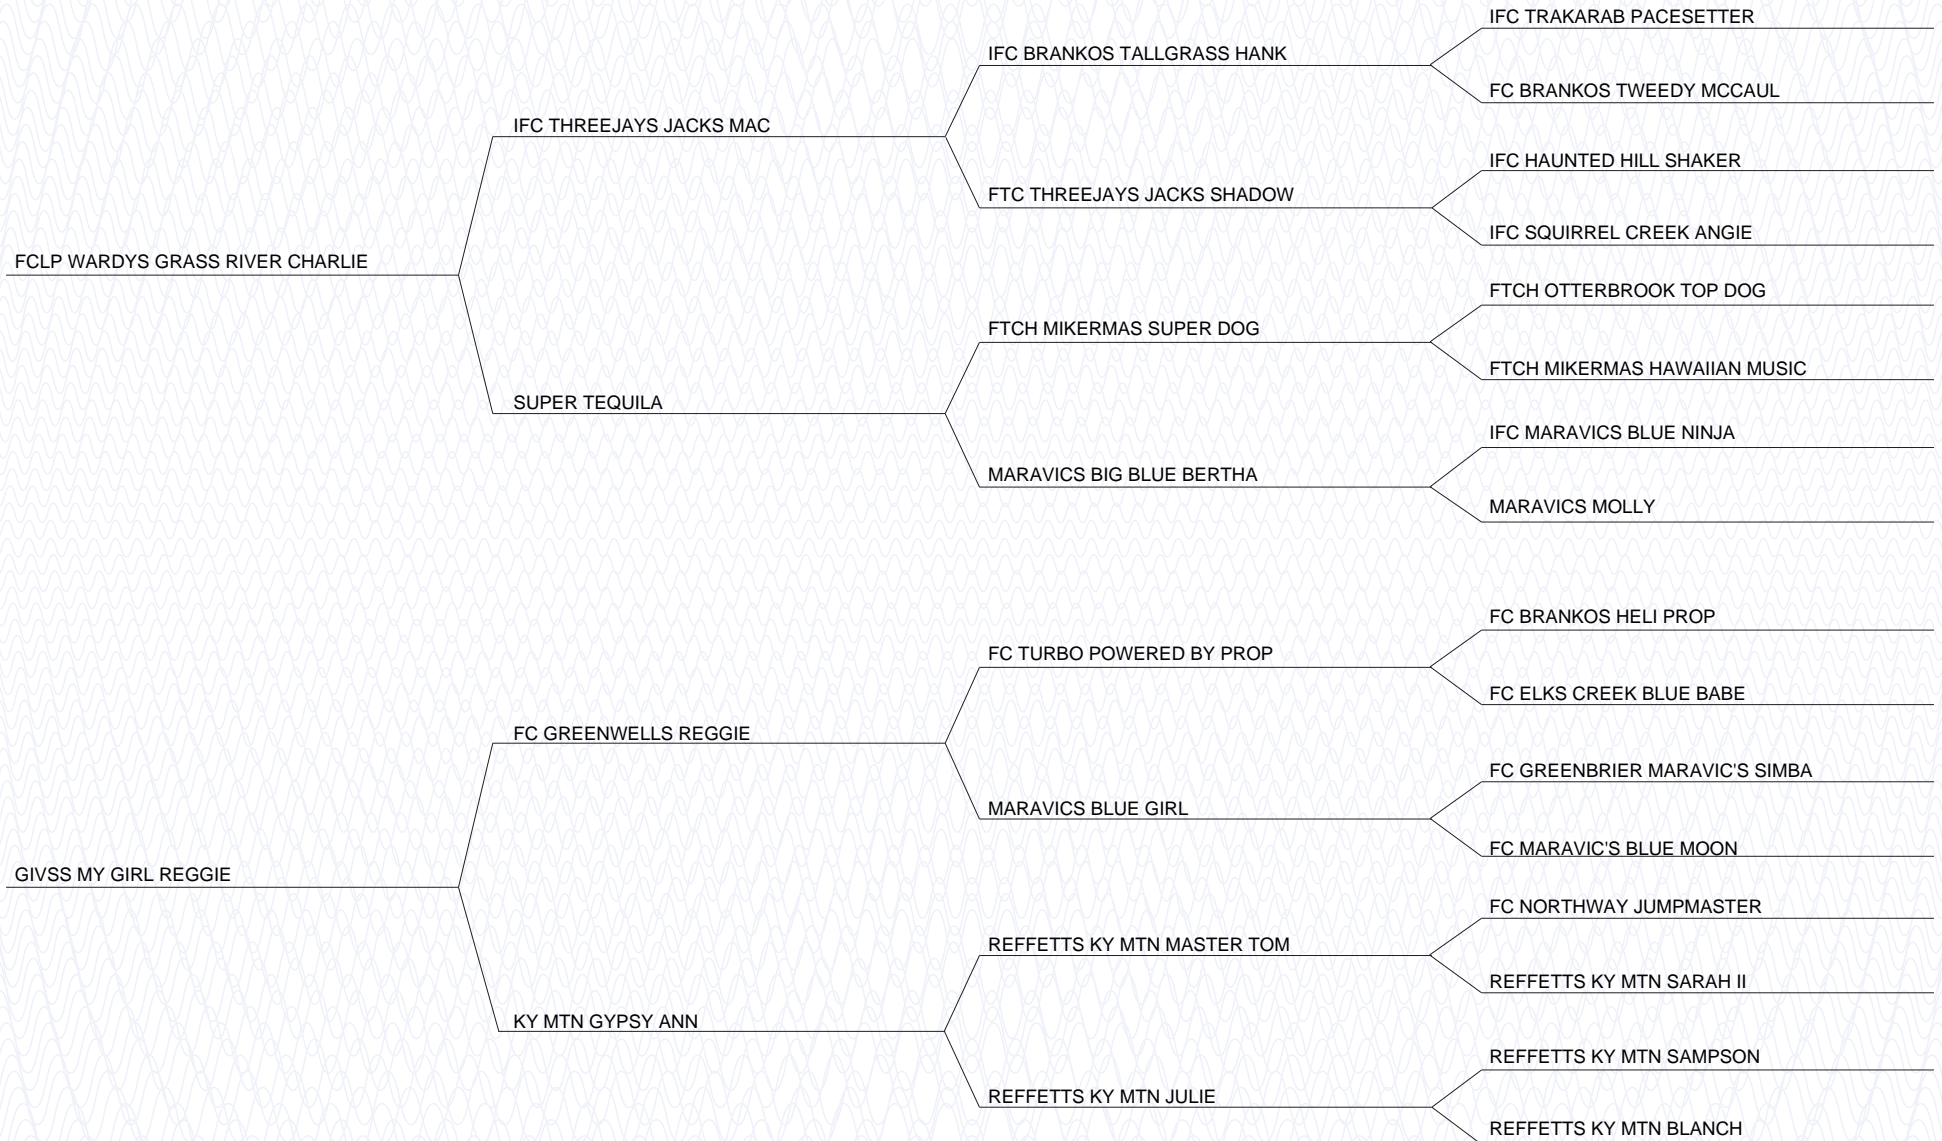 IFC TRAKARAB PACESETTER
IFC BRANKOS TALLGRASS HANK
FC BRANKOS TWEEDY MCCAUL
IFC THREEJAYS JACKS MAC
IFC HAUNTED HILL SHAKER
FTC THREEJAYS JACKS SHADOW
IFC SQUIRREL CREEK ANGIE
FCLP WARDYS GRASS RIVER CHARLIE
FTCH OTTERBROOK TOP DOG
FTCH MIKERMAS SUPER DOG
FTCH MIKERMAS HAWAIIAN MUSIC
SUPER TEQUILA
IFC MARAVICS BLUE NINJA
MARAVICS BIG BLUE BERTHA
MARAVICS MOLLY
FC BRANKOS HELI PROP
FC TURBO POWERED BY PROP
FC ELKS CREEK BLUE BABE
FC GREENWELLS REGGIE
FC GREENBRIER MARAVIC'S SIMBA
MARAVICS BLUE GIRL
FC MARAVIC'S BLUE MOON
GIVSS MY GIRL REGGIE
FC NORTHWAY JUMPMASTER
REFFETTS KY MTN MASTER TOM
REFFETTS KY MTN SARAH II
KY MTN GYPSY ANN
REFFETTS KY MTN SAMPSON
REFFETTS KY MTN JULIE
REFFETTS KY MTN BLANCH